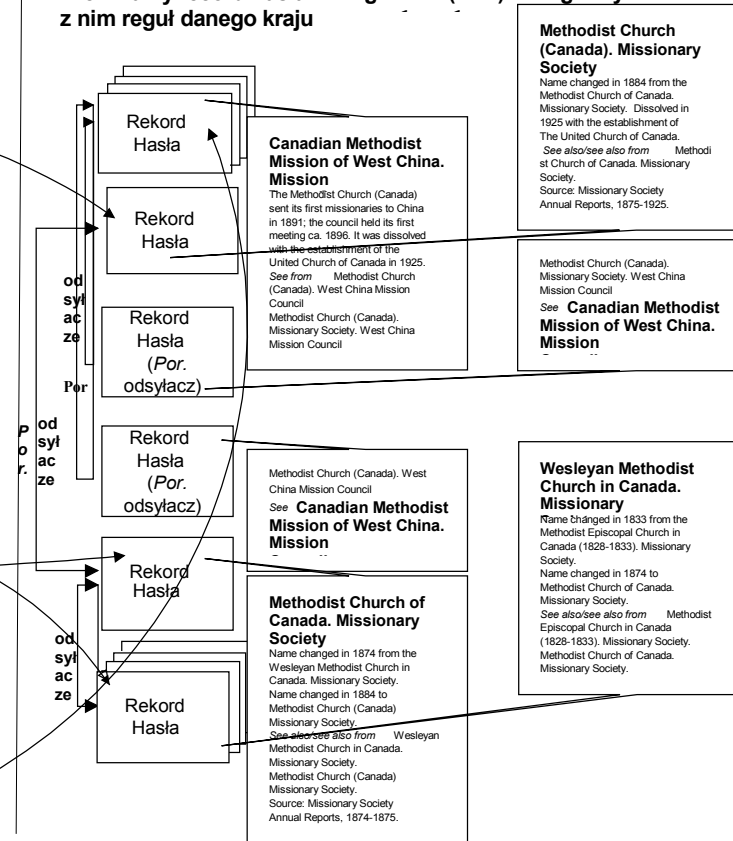 z nim reguł danego kraju
Rekord
Hasła
Rekord
Hasła
Rekord
Hasła
(Por.
odsyłacz)
Rekord
Hasła
(Por.
odsyłacz)
Rekord
Hasła
Rekord
Hasła
od
sył
ac
ze
Por
P
o
r.
od
sył
ac
ze
od
sył
ac
ze
Canadian Methodist
Mission of West China.
Mission
The Methodist Church (Canada)
sent its first missionaries to China
in 1891; the council held its first
meeting ca. 1896. It was dissolved
with the establishment of the
United Church of Canada in 1925.
See from Methodist Church
(Canada). West China Mission
Council
Methodist Church (Canada).
Missionary Society. West China
Mission Council
Methodist Church (Canada). West
China Mission Council
See Canadian Methodist
Mission of West China.
Mission
Methodist Church of
Canada. Missionary
Society
Name changed in 1874 from the
Wesleyan Methodist Church in
Canada. Missionary Society.
Name changed in 1884 to
Methodist Church (Canada)
Missionary Society.
See also/see also from Wesleyan
Methodist Church in Canada.
Missionary Society.
Methodist Church (Canada)
Missionary Society.
Source: Missionary Society
Annual Reports, 1874-1875.
Methodist Church
(Canada). Missionary
Society
Name changed in 1884 from the
Methodist Church of Canada.
Missionary Society. Dissolved in
1925 with the establishment of
The United Church of Canada.
See also/see also from Methodi
st Church of Canada. Missionary
Society.
Source: Missionary Society
Annual Reports, 1875-1925.
Methodist Church (Canada).
Missionary Society. West China
Mission Council
See Canadian Methodist
Mission of West China.
Mission
Wesleyan Methodist
Church in Canada.
Missionary
Name changed in 1833 from the
Methodist Episcopal Church in
Canada (1828-1833). Missionary
Society.
Name changed in 1874 to
Methodist Church of Canada.
Missionary Society.
See also/see also from Methodist
Episcopal Church in Canada
(1828-1833). Missionary Society.
Methodist Church of Canada.
Missionary Society.